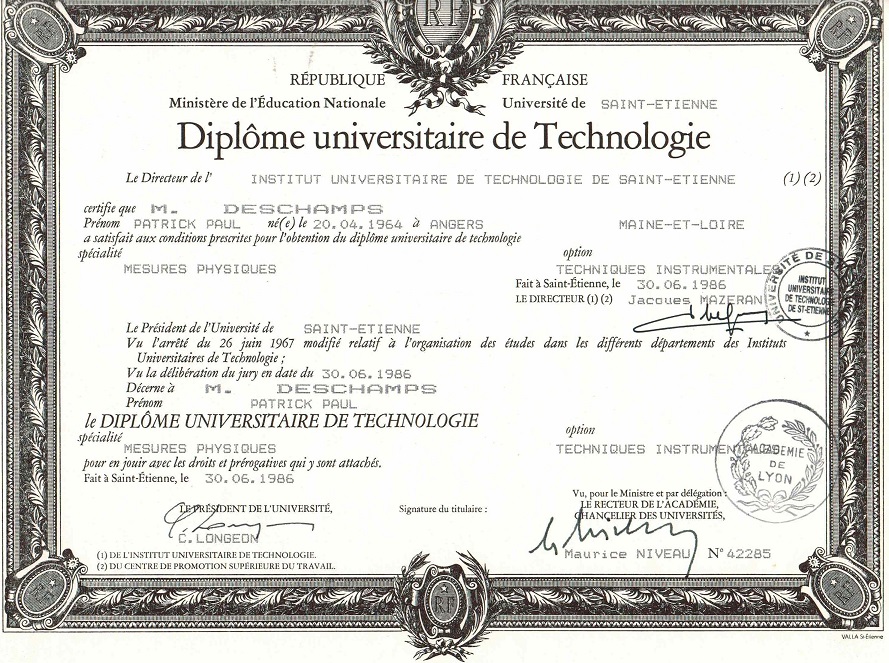 RF
RÉPUBLIQUE FRANÇAISE
Ministère de l'Éducation Nationale Université de SAINT-ETIENNE
Diplôme universitaire de Technologie
Le Directeur de l' INSTITUT UNIVERSITAIRE DE TECHNOLOGIE DE SAINT-ETIENNE (1) (2)
certifie que M. DESCHAMPS
Prénom PATRICK PAUL né(e) le 20.04.1964 à ANGERS MAINE-ET-LOIRE
a satisfait aux conditions prescrites pour l'obtention du diplôme universitaire de technologie
spécialité option
MESURES PHYSIQUES TECHNIQUES INSTRUMENTALES
Fait à Saint-Étienne, le 30.06.1986
LE DIRECTEUR (1) (2) Jacques MAZERAN
INSTITUT
UNIVERSITAIRE
DE TECHNOLOGIE
DE ST-ETIENNE
Le Président de l'Université de SAINT-ETIENNE
Vu l'arrêté du 26 juin 1967 modifié relatif à l'organisation des études dans les différents départements des Instituts
Universitaires de Technologie ;
Vu la délibération du jury en date du 30.06.1986
Décerne à M. DESCHAMPS
Prénom PATRICK PAUL
le DIPLÔME UNIVERSITAIRE DE TECHNOLOGIE
spécialité option
MESURES PHYSIQUES TECHNIQUES INSTRUMENTALES
ACADÉMIE
DE
LYON
pour en jouir avec les droits et prérogatives qui y sont attachés.
Fait à Saint-Étienne, le 30.06.1986
Vu, pour le Ministre et par délégation :
LE PRÉSIDENT DE L'UNIVERSITÉ, Signature du titulaire : LE RECTEUR DE L'ACADÉMIE,
CHANCELIER DES UNIVERSITÉS,
C. LONGEON
Maurice NIVEAU N° 42285
(1) DE L'INSTITUT UNIVERSITAIRE DE TECHNOLOGIE.
(2) DU CENTRE DE PROMOTION SUPÉRIEURE DU TRAVAIL.
RF
VALLA St-Etienne